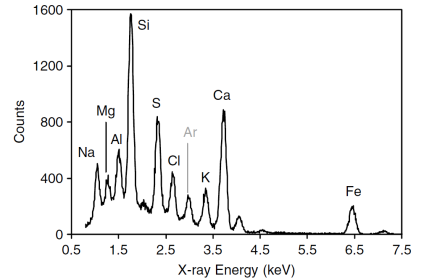 1600
1200
800
400
0
Counts
Na
Mg
Al
Si
S
Cl
Ar
K
Ca
Fe
0.5
1.5
2.5
3.5
4.5
5.5
6.5
7.5
X-ray Energy (keV)